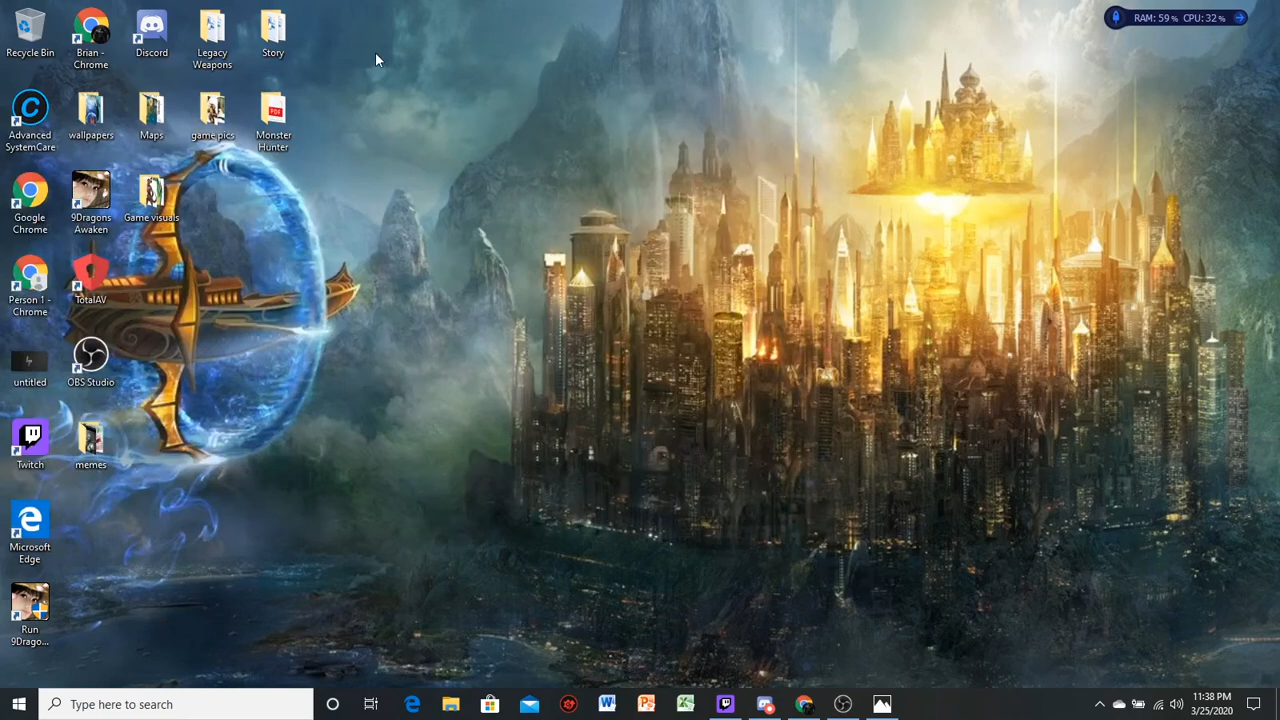 Recycle Bin
Brian -
Chrome
Discord
Legacy
Weapons
Story
RAM: 59 % CPU: 32 %
Advanced
SystemCare
wallpapers
Maps
game pics
PDF
Monster
Hunter
Google
Chrome
9Dragons
Awaken
Game visuals
Person 1 -
Chrome
TotalAV
untitled
OBS Studio
Twitch
memes
Microsoft
Edge
Run
9Drago...
Type here to search
11:38 PM
3/25/2020